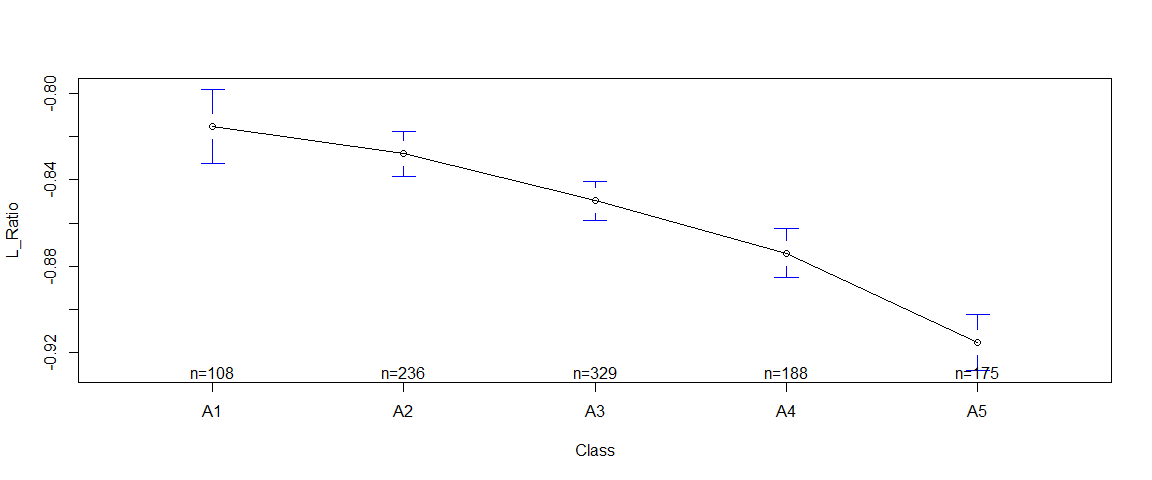 -0.80
-0.84
-0.88
-0.92
L_Ratio
n=108 n=236 n=329 n=188 n=175
A1 A2 A3 A4 A5
Class